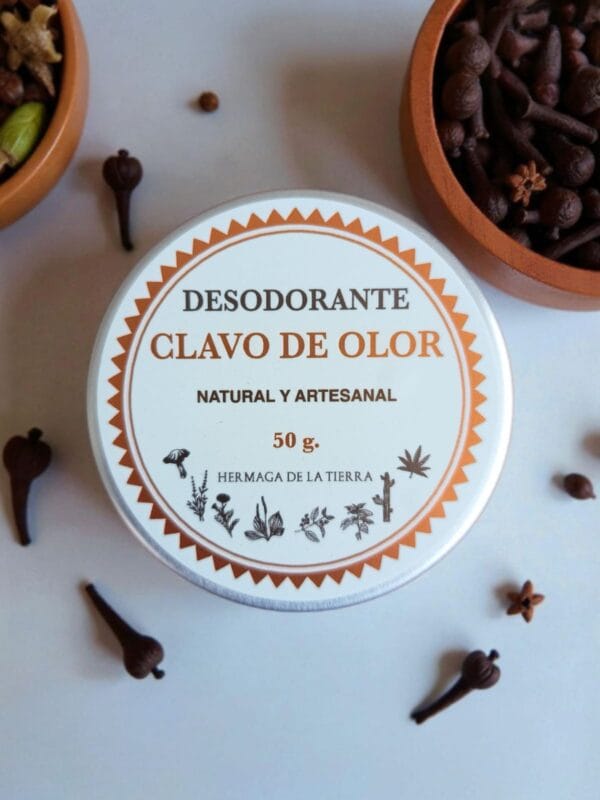 DESODORANTE
CLAVO DE OLOR
NATURAL Y ARTESANAL
50 g.
HERMAGA DE LA TIERRA